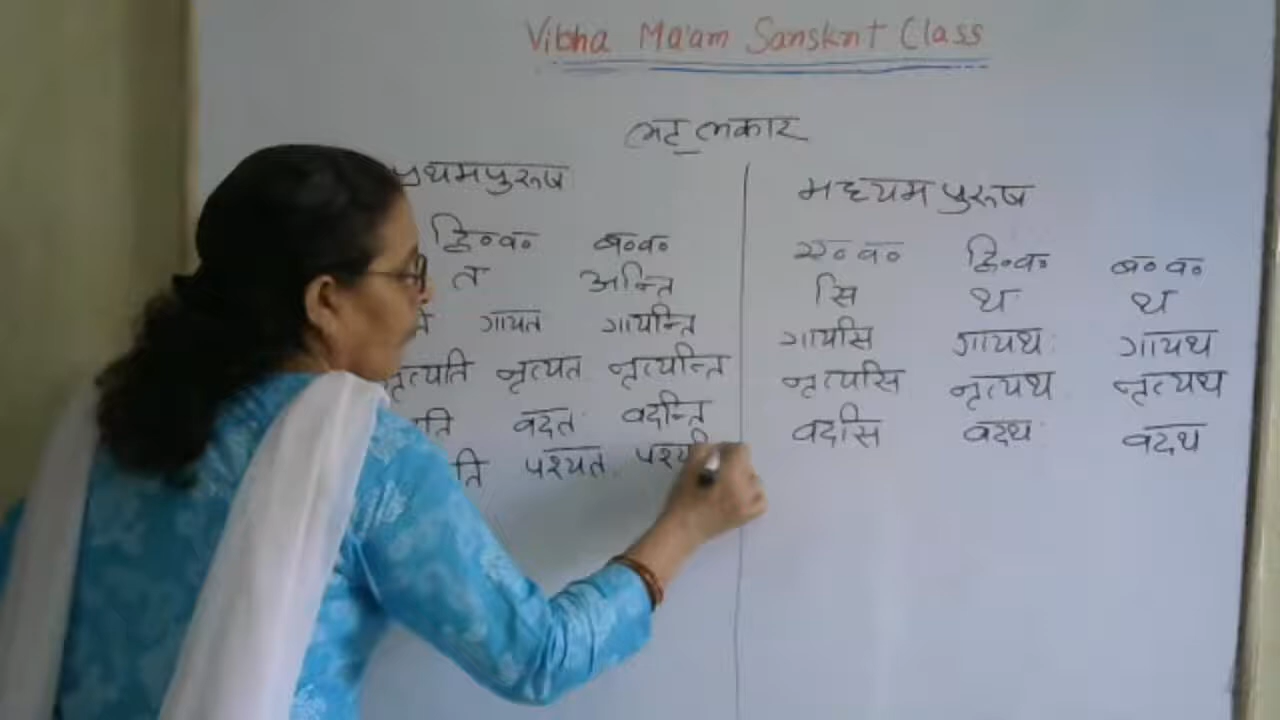 Vibha Ma'am Sanskrit Class
लट् लकार
प्रथमपुरूष
द्वि०व० ब०व०
त अन्ति
गायत गायन्ति
नृत्यति नृत्यत नृत्यन्ति
ति वदत: वदन्ति
ति पश्यत: पश्य
मध्यम पुरूष
ए०व० द्वि०व० ब०व०
सि थ: थ
गायसि गायथ: गायथ
नृत्यसि नृत्यथ: नृत्यथ
वदसि वदथ: वदथ